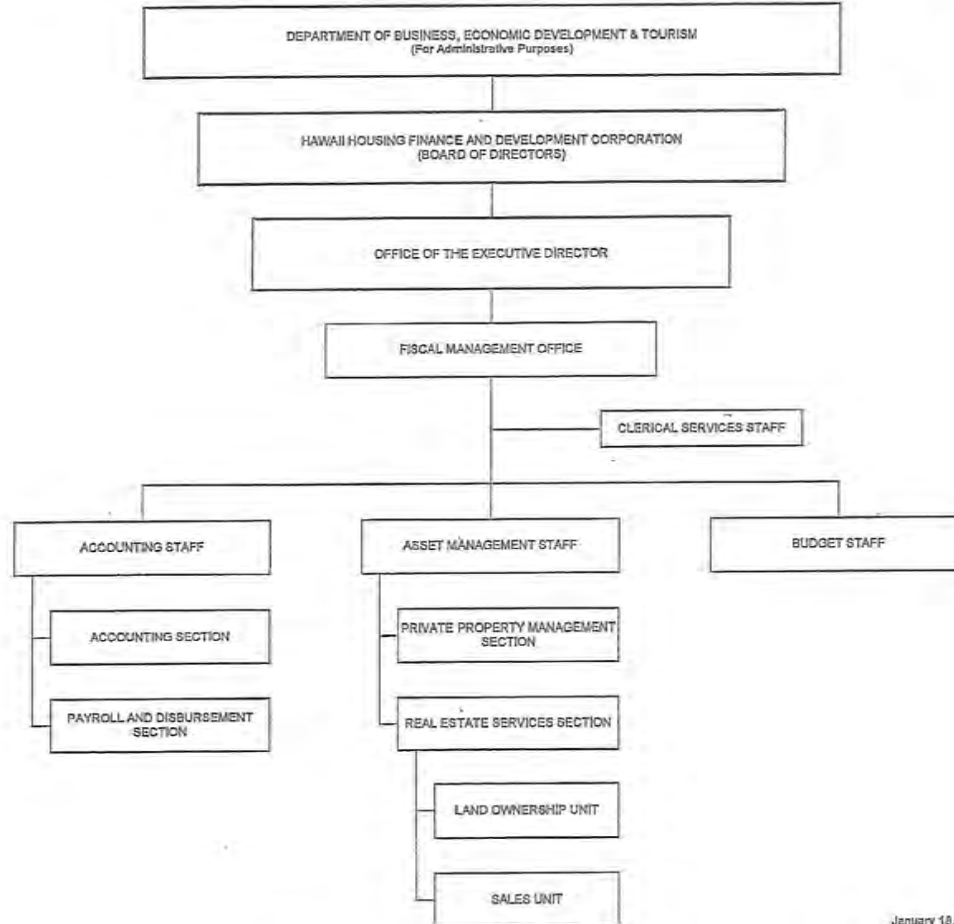 DEPARTMENT OF BUSINESS, ECONOMIC DEVELOPMENT & TOURISM
(For Administrative Purposes)
HAWAII HOUSING FINANCE AND DEVELOPMENT CORPORATION
(BOARD OF DIRECTORS)
OFFICE OF THE EXECUTIVE DIRECTOR
FISCAL MANAGEMENT OFFICE
CLERICAL SERVICES STAFF
ACCOUNTING STAFF
ASSET MANAGEMENT STAFF
BUDGET STAFF
ACCOUNTING SECTION
PRIVATE PROPERTY MANAGEMENT
SECTION
PAYROLL AND DISBURSEMENT
SECTION
REAL ESTATE SERVICES SECTION
LAND OWNERSHIP UNIT
SALES UNIT
January 18,